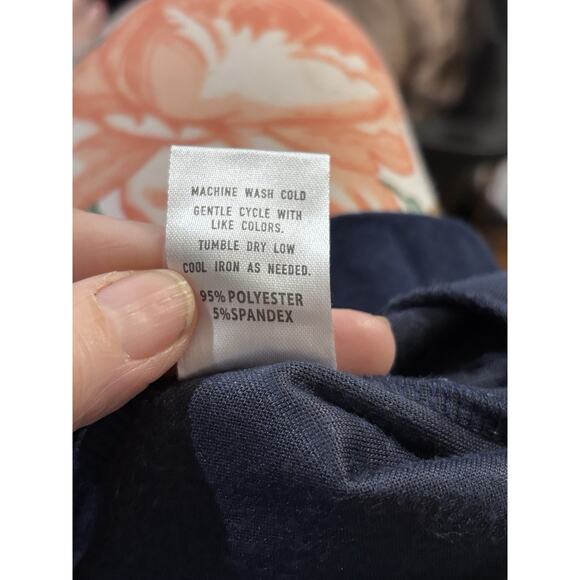 MACHINE WASH COLD
GENTLE CYCLE WITH
LIKE COLORS.
TUMBLE DRY LOW
COOL IRON AS NEEDED.
95% POLYESTER
5%SPANDEX